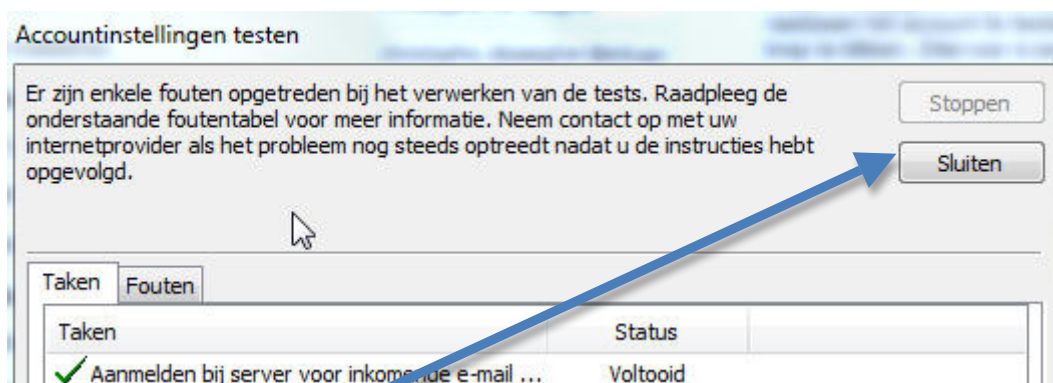 Accountinstellingen testen
Er zijn enkele fouten opgetreden bij het verwerken van de tests. Raadpleeg de
onderstaande foutentabel voor meer informatie. Neem contact op met uw
internetprovider als het probleem nog steeds optreedt nadat u de instructies hebt
opgevolgd.
Stoppen
Sluiten
Taken Fouten
Taken Status
Aanmelden bij server voor inkomende e-mail ... Voltooid